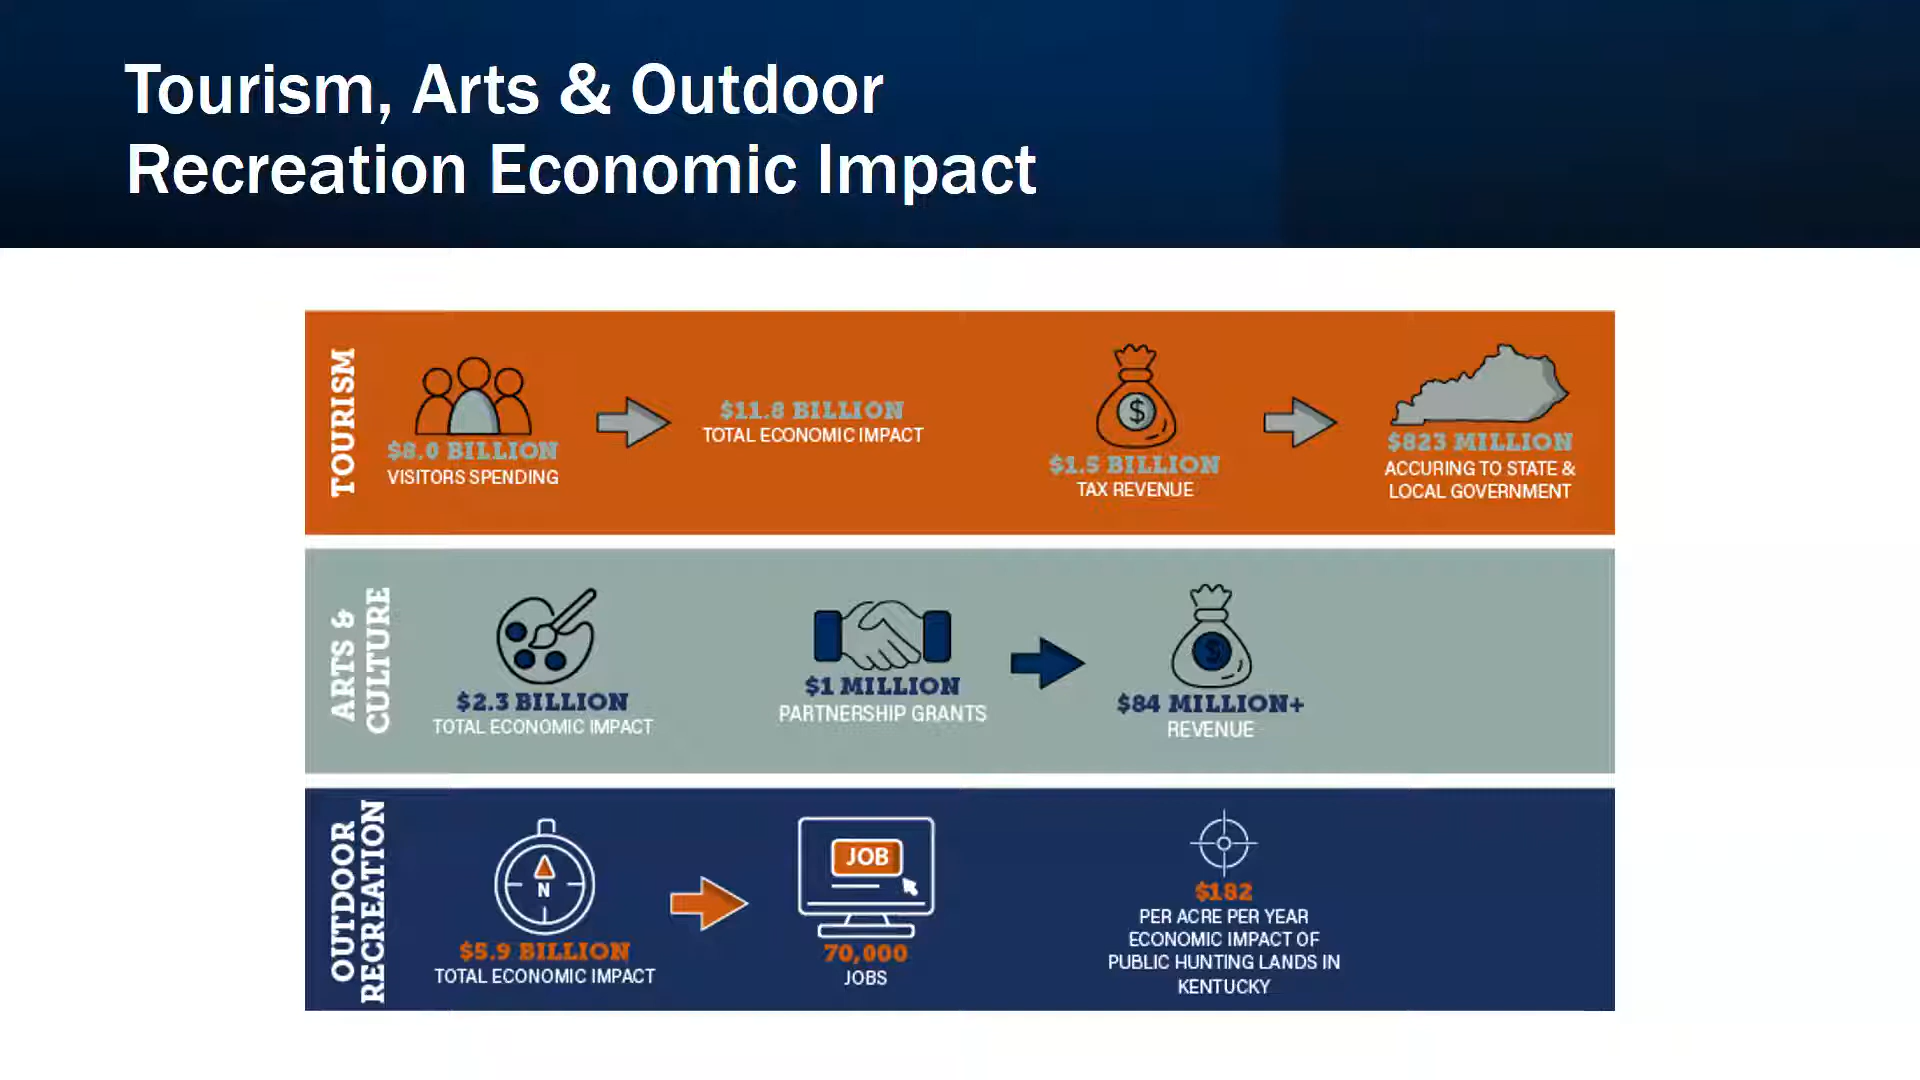 Tourism, Arts & Outdoor
Recreation Economic Impact
TOURISM
$8.0 BILLION
VISITORS SPENDING
$11.8 BILLION
TOTAL ECONOMIC IMPACT
$
$1.5 BILLION
TAX REVENUE
$823 MILLION
ACCURING TO STATE &
LOCAL GOVERNMENT
ARTS &
CULTURE
$2.3 BILLION
TOTAL ECONOMIC IMPACT
$1 MILLION
PARTNERSHIP GRANTS
$
$84 MILLION+
REVENUE
OUTDOOR
RECREATION
N
$5.9 BILLION
TOTAL ECONOMIC IMPACT
JOB
70,000
JOBS
$182
PER ACRE PER YEAR
ECONOMIC IMPACT OF
PUBLIC HUNTING LANDS IN
KENTUCKY